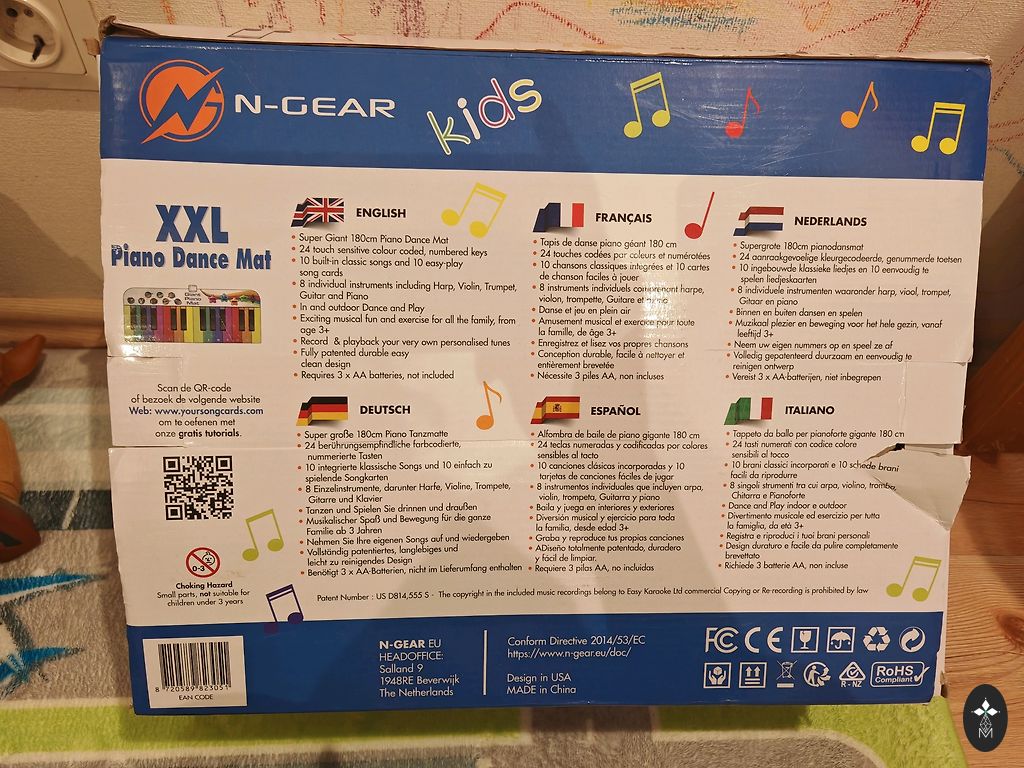 N-GEAR kids
XXL
Piano Dance Mat
Giant
Piano
Mat
Scan de QR-code
of bezoek de volgende website
Web: www.yoursongcards.com
om te oefenen met
onze gratis tutorials.
0-3
Choking Hazard
Small parts, not suitable for
children under 3 years
ENGLISH
• Super Giant 180cm Piano Dance Mat
• 24 touch sensitive colour coded, numbered keys
• 10 built-in classic songs and 10 easy-play
song cards
• 8 individual instruments including Harp, Violin, Trumpet,
Guitar and Piano
• In and outdoor Dance and Play
• Exciting musical fun and exercise for all the family, from
age 3+
• Record & playback your very own personalised tunes
• Fully patented durable easy
clean design
• Requires 3 x AA batteries, not included
FRANÇAIS
• Tapis de danse piano géant 180 cm
• 24 touches codées par couleurs et numérotées
• 10 chansons classiques intégrées et 10 cartes
de chanson faciles à jouer
• 8 instruments individuels comprenant harpe,
violon, trompette, Guitare et piano
• Danse et jeu en plein air
• Amusement musical et exercice pour toute
la famille, de âge 3+
• Enregistrez et lisez vos propres chansons
• Conception durable, facile à nettoyer et
entièrement brevetée
• Nécessite 3 piles AA, non incluses
NEDERLANDS
• Supergrote 180cm pianodansmat
• 24 aanraakgevoelige kleurgecodeerde, genummerde toetsen
• 10 ingebouwde klassieke liedjes en 10 eenvoudig te
spelen liedjeskaarten
• 8 individuele instrumenten waaronder harp, viool, trompet,
Gitaar en piano
• Binnen en buiten dansen en spelen
• Muzikaal plezier en beweging voor het hele gezin, vanaf
leeftijd 3+
• Neem uw eigen nummers op en speel ze af
• Volledig gepatenteerd duurzaam en eenvoudig te
reinigen ontwerp
• Vereist 3 x AA-batterijen, niet inbegrepen
DEUTSCH
• Super große 180cm Piano Tanzmatte
• 24 berührungsempfindliche farbcodierte,
nummerierte Tasten
• 10 integrierte klassische Songs und 10 einfach zu
spielende Songkarten
• 8 Einzelinstrumente, darunter Harfe, Violine, Trompete,
Gitarre und Klavier
• Tanzen und Spielen Sie drinnen und draußen
• Musikalischer Spaß und Bewegung für die ganze
Familie ab 3 Jahren
• Nehmen Sie Ihre eigenen Songs auf und wiedergeben
• Vollständig patentiertes, langlebiges und
leicht zu reinigendes Design
• Benötigt 3 x AA-Batterien, nicht im Lieferumfang enthalten
ESPAÑOL
• Alfombra de baile de piano gigante 180 cm
• 24 teclas numeradas y codificadas por colores
sensibles al tacto
• 10 canciones clásicas incorporadas y 10
tarjetas de canciones fáciles de jugar
• 8 instrumentos individuales que incluyen arpa,
violín, trompeta, Guitarra y piano
• Baila y juega en interiores y exteriores
• Diversión musical y ejercicio para toda
la familia, desde edad 3+
• Graba y reproduce tus propias canciones
• ADiseño totalmente patentado, duradero
y fácil de limpiar.
• Requiere 3 pilas AA, no incluidas
ITALIANO
• Tappeto da ballo per pianoforte gigante 180 cm
• 24 tasti numerati con codice colore
sensibili al tocco
• 10 brani classici incorporati e 10 schede brani
facili da riprodurre
• 8 singoli strumenti tra cui arpa, violino, tromba,
Chitarra e Pianoforte
• Dance and Play indoor e outdoor
• Divertimento musicale ed esercizio per tutta
la famiglia, da età 3+
• Registra e riproduci i tuoi brani personali
• Design duraturo e facile da pulire completamente
brevettato
• Richiede 3 batterie AA, non incluse
Patent Number : US D814,555 S - The copyright in the included music recordings belong to Easy Karaoke Ltd commercial Copying or Re-recording is prohibited by law
8 720589 823051
EAN CODE
N-GEAR EU
HEADOFFICE:
Salland 9
1948RE Beverwijk
The Netherlands
Conform Directive 2014/53/EC
https://www.n-gear.eu/doc/
Design in USA
MADE in China
FC CE
R - NZ
RoHS
Compliant
M